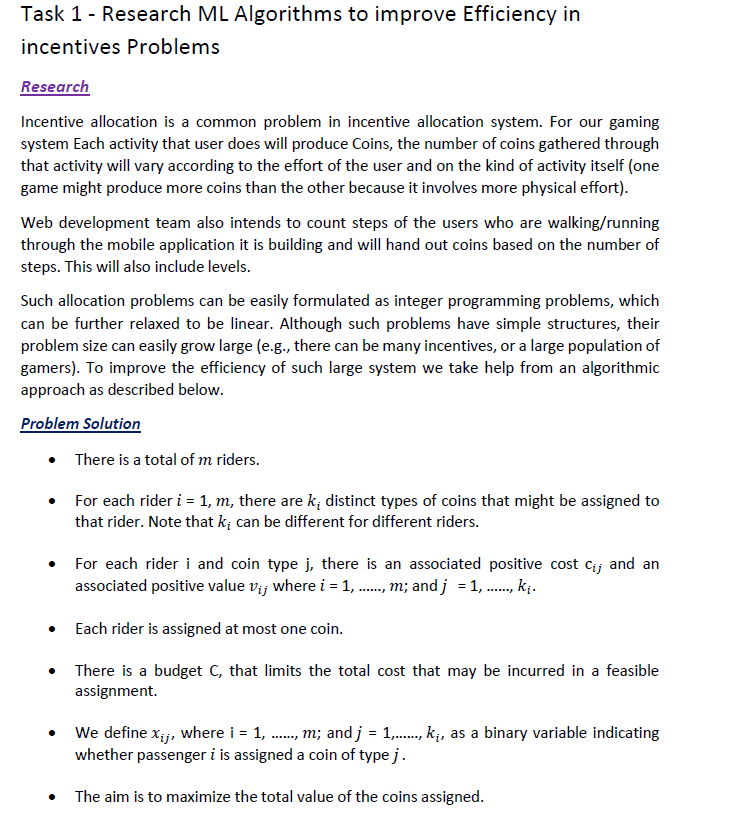 Task 1 - Research ML Algorithms to improve Efficiency in
incentives Problems
Research
Incentive allocation is a common problem in incentive allocation system. For our gaming
system Each activity that user does will produce Coins, the number of coins gathered through
that activity will vary according to the effort of the user and on the kind of activity itself (one
game might produce more coins than the other because it involves more physical effort).
Web development team also intends to count steps of the users who are walking/running
through the mobile application it is building and will hand out coins based on the number of
steps. This will also include levels.
Such allocation problems can be easily formulated as integer programming problems, which
can be further relaxed to be linear. Although such problems have simple structures, their
problem size can easily grow large (e.g., there can be many incentives, or a large population of
gamers). To improve the efficiency of such large system we take help from an algorithmic
approach as described below.
Problem Solution
• There is a total of m riders.
• For each rider i = 1, m, there are kᵢ distinct types of coins that might be assigned to
that rider. Note that kᵢ can be different for different riders.
• For each rider i and coin type j, there is an associated positive cost cᵢⱼ and an
associated positive value vᵢⱼ where i = 1, ......, m; and j = 1, ......, kᵢ.
• Each rider is assigned at most one coin.
• There is a budget C, that limits the total cost that may be incurred in a feasible
assignment.
• We define xᵢⱼ, where i = 1, ......, m; and j = 1,......, kᵢ, as a binary variable indicating
whether passenger i is assigned a coin of type j.
• The aim is to maximize the total value of the coins assigned.